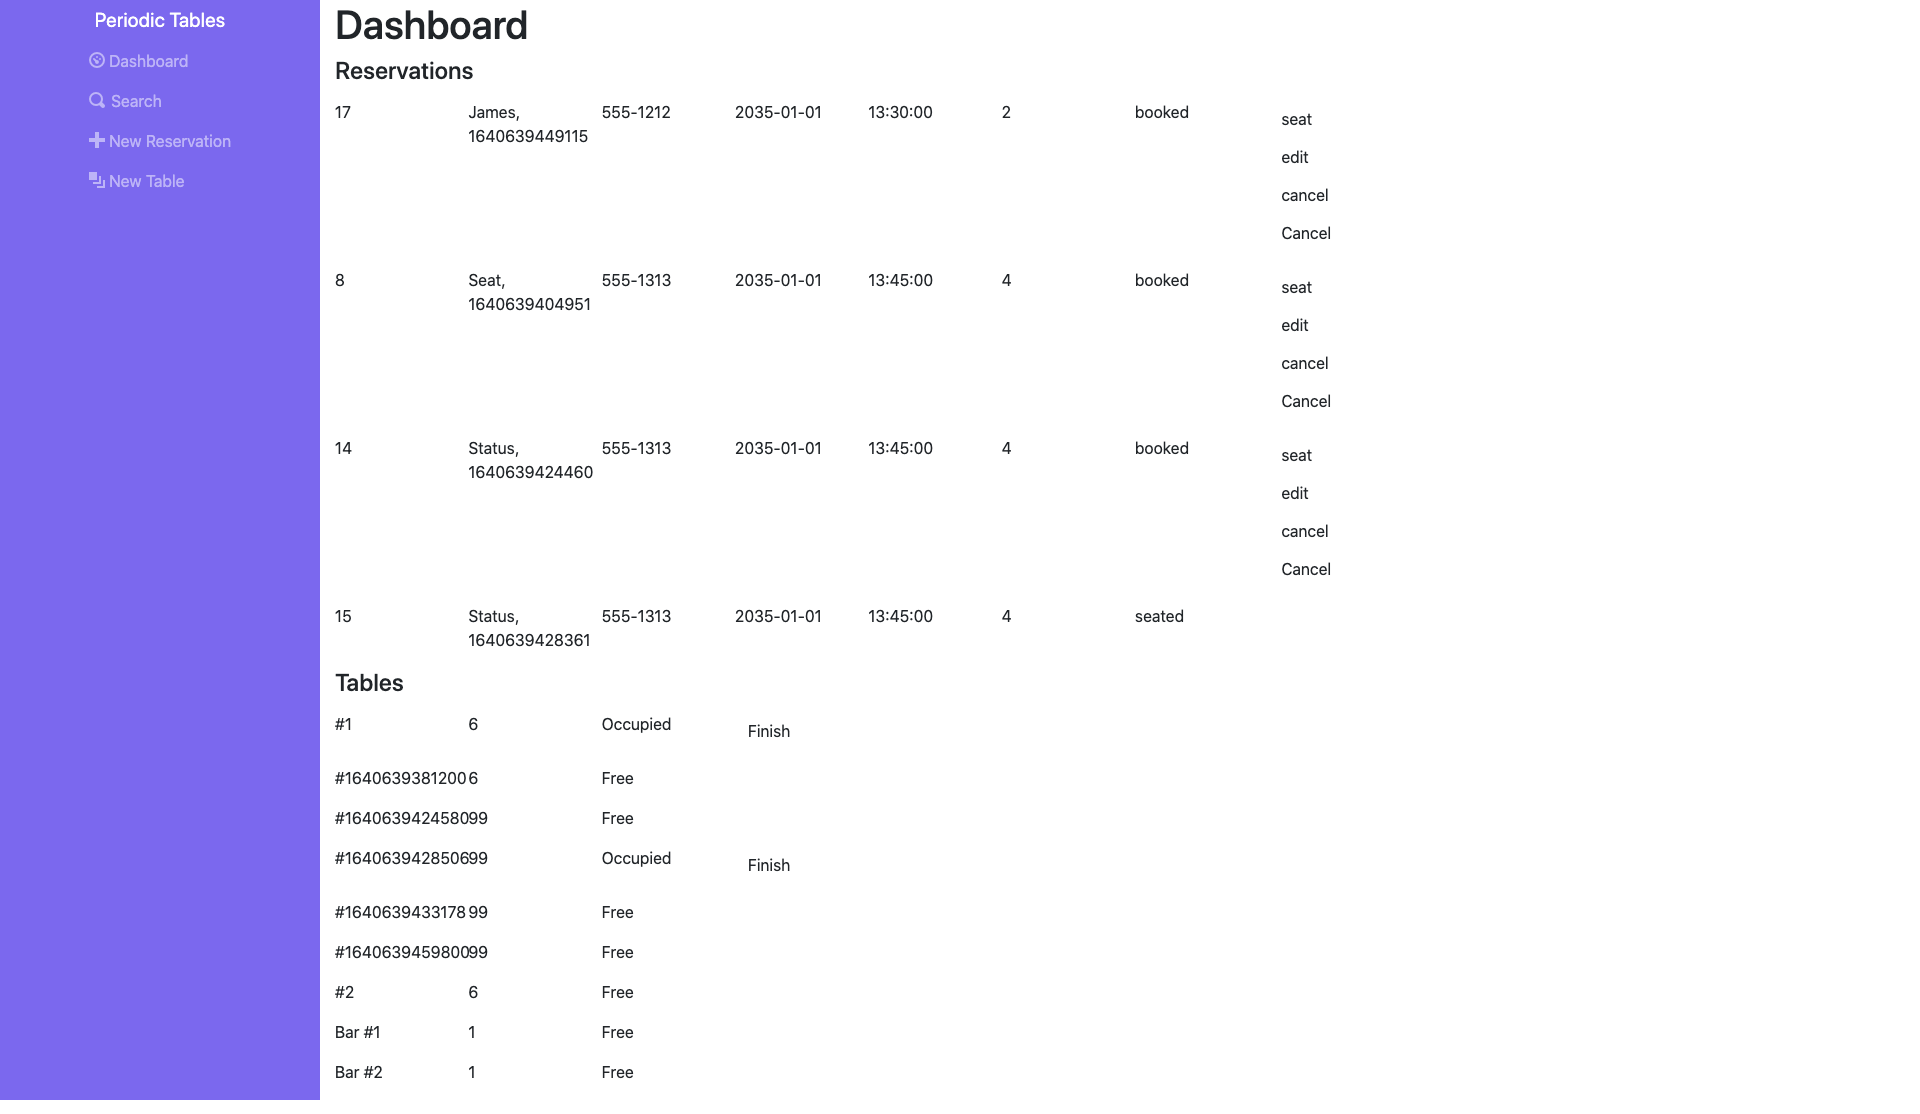 Periodic Tables
Dashboard
Search
New Reservation
New Table
Dashboard
Reservations
17 James, 555-1212 2035-01-01 13:30:00 2 booked seat
1640639449115
edit
cancel
Cancel
8 Seat, 555-1313 2035-01-01 13:45:00 4 booked seat
1640639404951
edit
cancel
Cancel
14 Status, 555-1313 2035-01-01 13:45:00 4 booked seat
1640639424460
edit
cancel
Cancel
15 Status, 555-1313 2035-01-01 13:45:00 4 seated
1640639428361
Tables
#1 6 Occupied Finish
#1640639381200 6 Free
#1640639424580 99 Free
#1640639428506 99 Occupied Finish
#1640639433178 99 Free
#1640639459800 99 Free
#2 6 Free
Bar #1 1 Free
Bar #2 1 Free